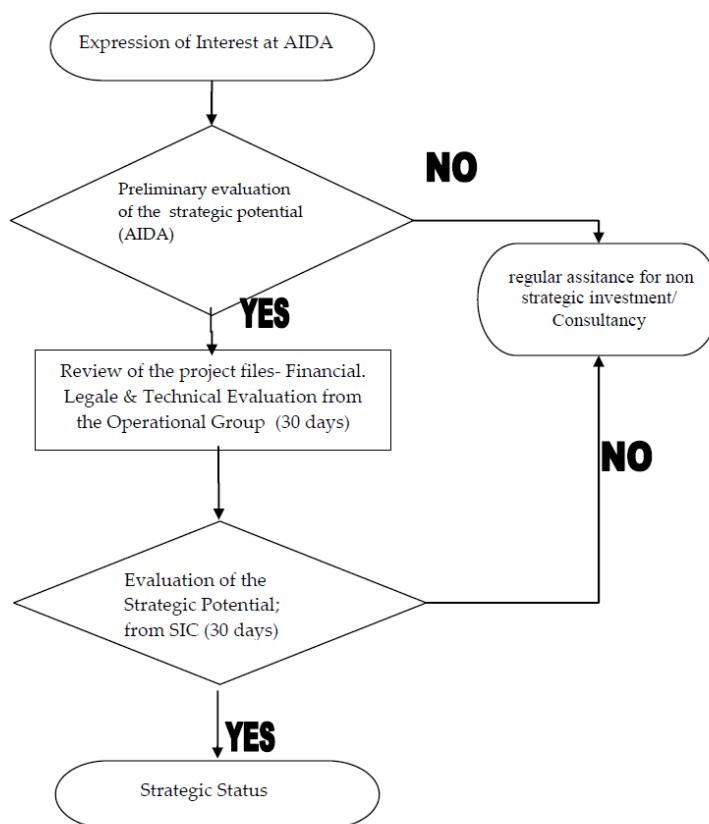 Expression of Interest at AIDA
NO
Preliminary evaluation
of the strategic potential
(AIDA)
regular assitance for non
strategic investment/
Consultancy
YES
Review of the project files- Financial.
Legale & Technical Evaluation from
the Operational Group (30 days)
NO
Evaluation of the
Strategic Potential;
from SIC (30 days)
YES
Strategic Status